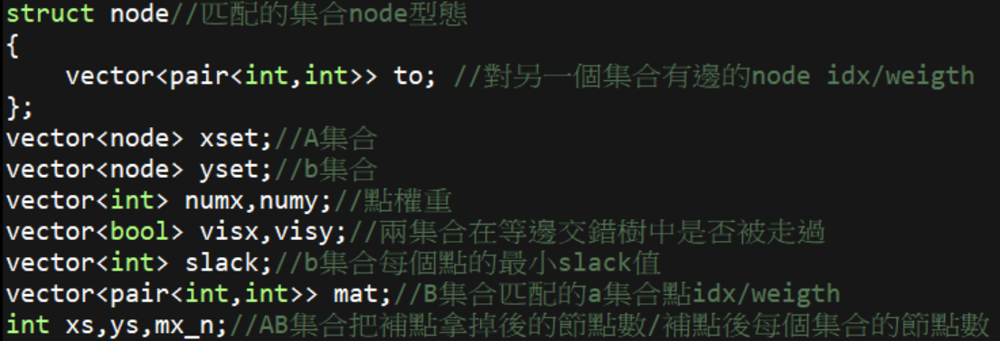 struct node//匹配的集合node型態
{
    vector<pair<int,int>> to; //對另一個集合有邊的node idx/weigth
};
vector<node> xset;//A集合
vector<node> yset;//b集合
vector<int> numx,numy;//點權重
vector<bool> visx,visy;//兩集合在等邊交錯樹中是否被走過
vector<int> slack;//b集合每個點的最小slack值
vector<pair<int,int>> mat;//B集合匹配的a集合點idx/weigth
int xs,ys,mx_n;//AB集合把補點拿掉後的節點數/補點後每個集合的節點數